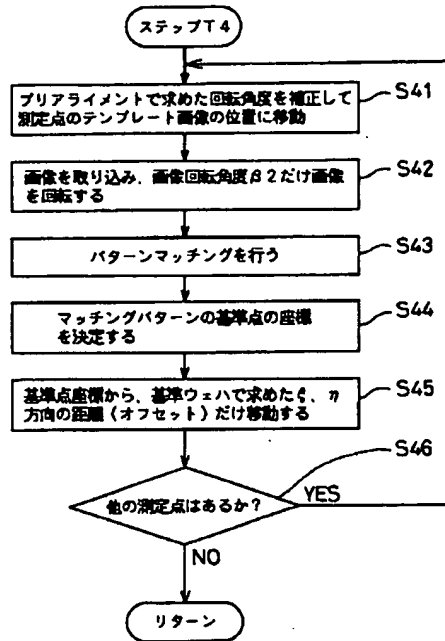 ステップT4
プリアライメントで求めた回転角度を補正して
測定点のテンプレート画像の位置に移動
S41
画像を取り込み、画像回転角度β2だけ画像
を回転する
S42
パターンマッチングを行う
S43
マッチングパターンの基準点の座標
を決定する
S44
基準点座標から、基準ウェハで求めたξ、η
方向の距離(オフセット)だけ移動する
S45
S46
他の測定点はあるか?
YES
NO
リターン